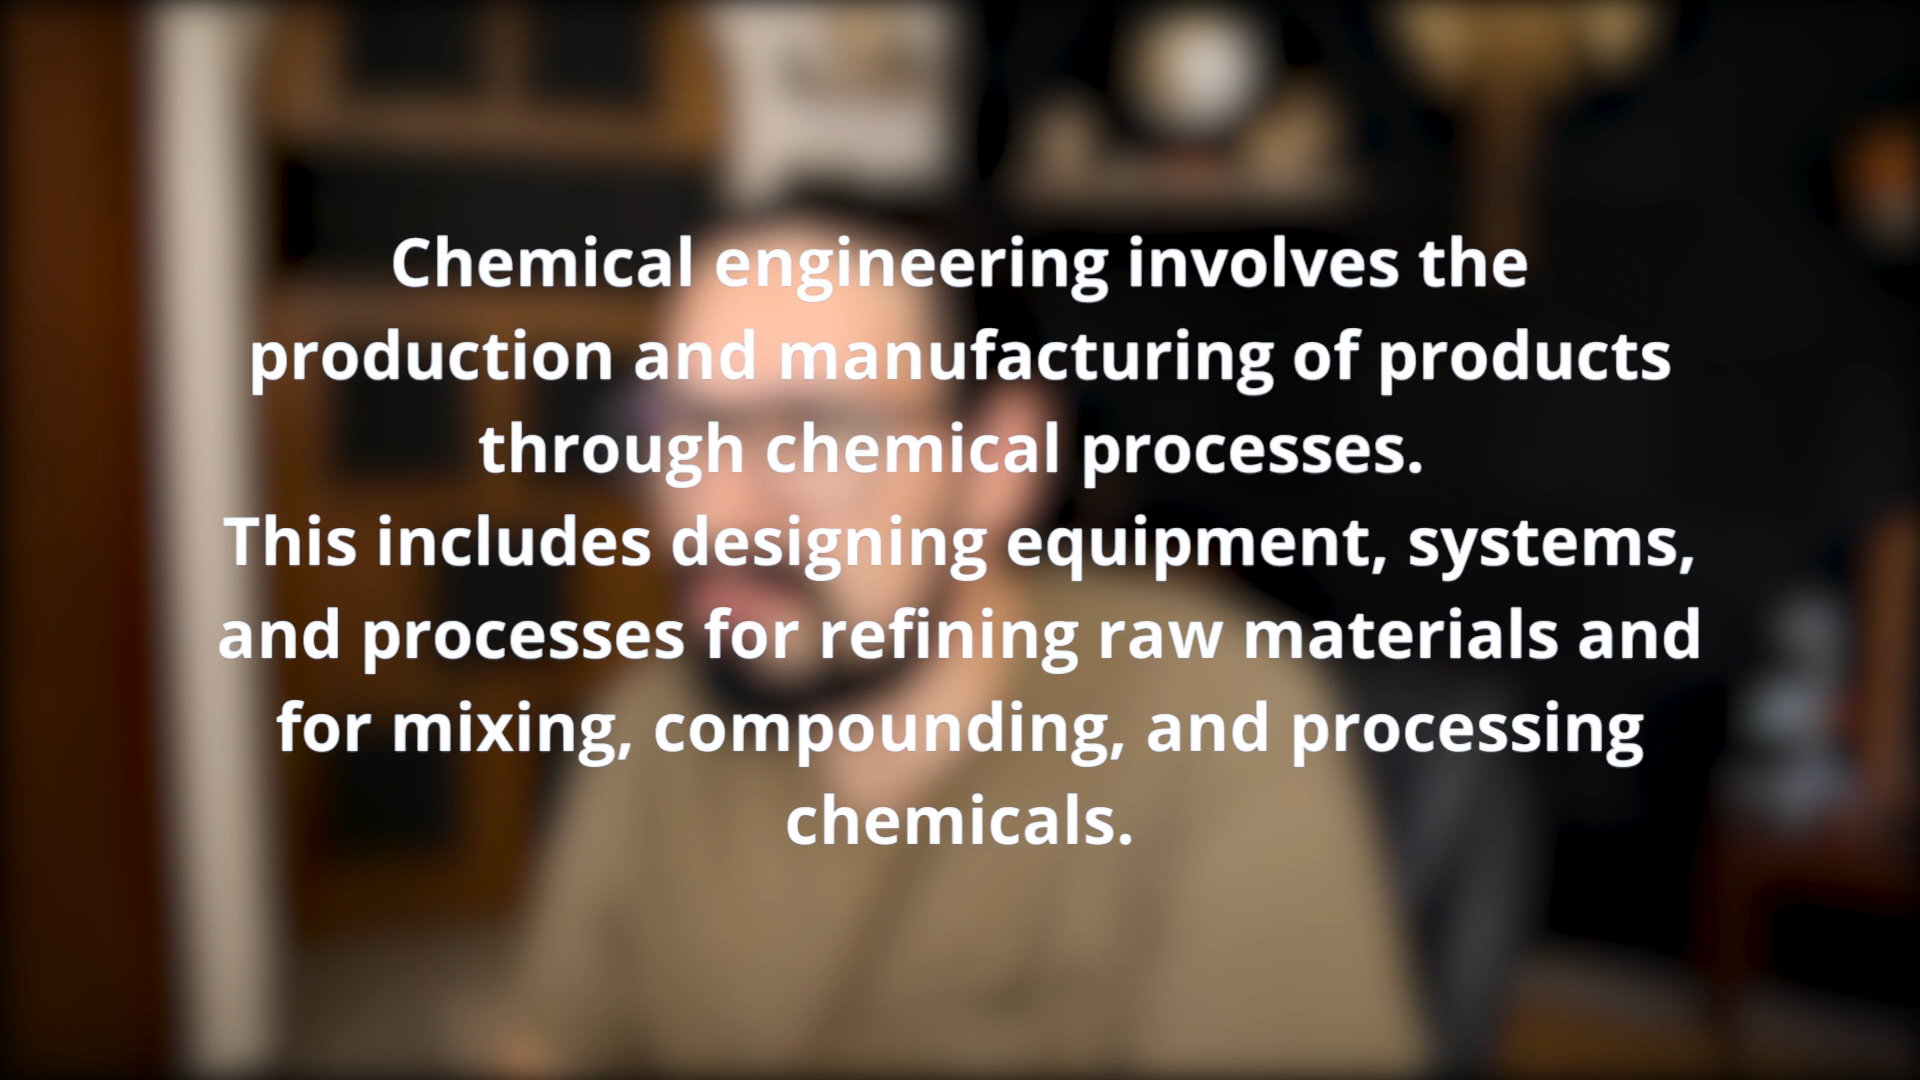 Chemical engineering involves the
production and manufacturing of products
through chemical processes.
This includes designing equipment, systems,
and processes for refining raw materials and
for mixing, compounding, and processing
chemicals.